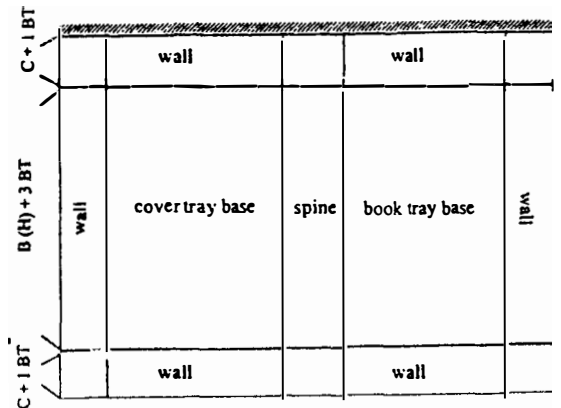 C + 1 BT
wall wall
B (H) + 3 BT
wall
cover tray base spine book tray base
wall
C + 1 BT
wall wall